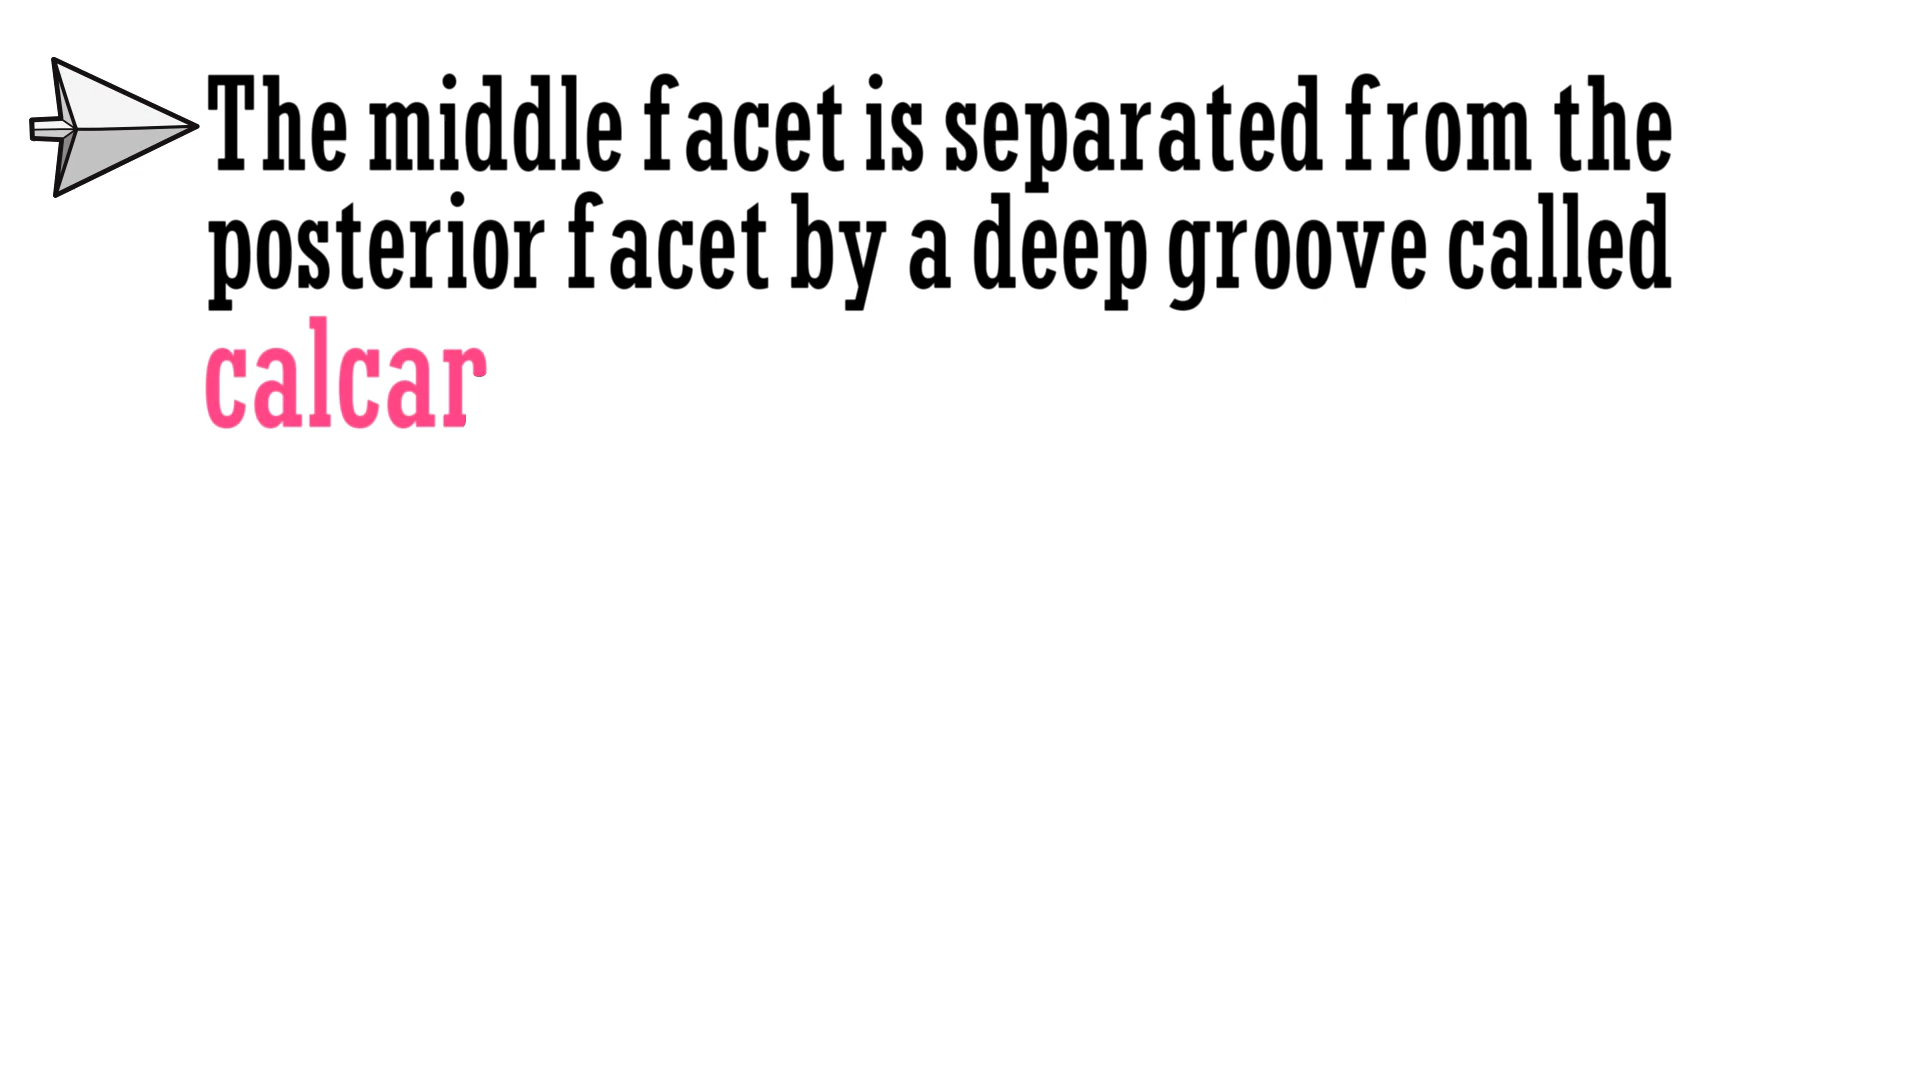 The middle facet is separated from the
posterior facet by a deep groove called
calcar